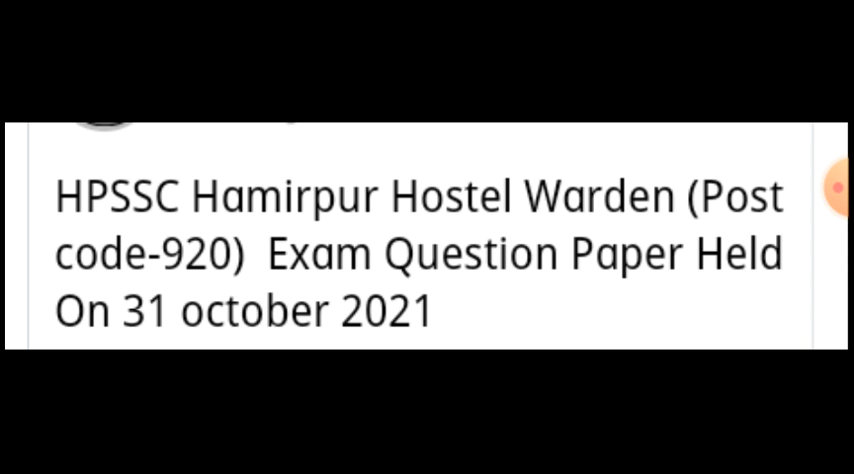 HPSSC Hamirpur Hostel Warden (Post
code-920)  Exam Question Paper Held
On 31 october 2021